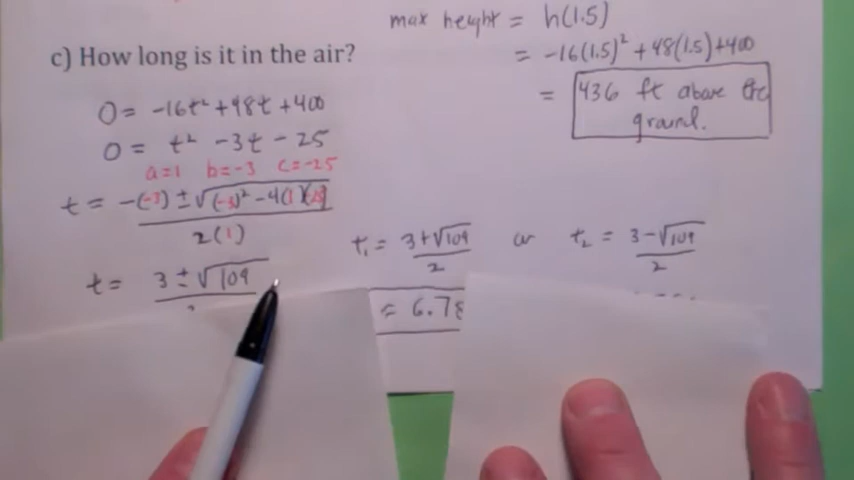 max height = h(1.5)
= -16(1.5)² + 48(1.5) + 400
= 436 ft above the
ground.
c) How long is it in the air?
0 = -16t² + 48t + 400
0 = t² - 3t - 25
a=1 b=-3 c=-25
t = -(-3) ± √(-3)² - 4(1)(-25)
2(1)
t = 3 ± √109
t₁ = 3+√109 or t₂ = 3-√109
2 2
= 6.78